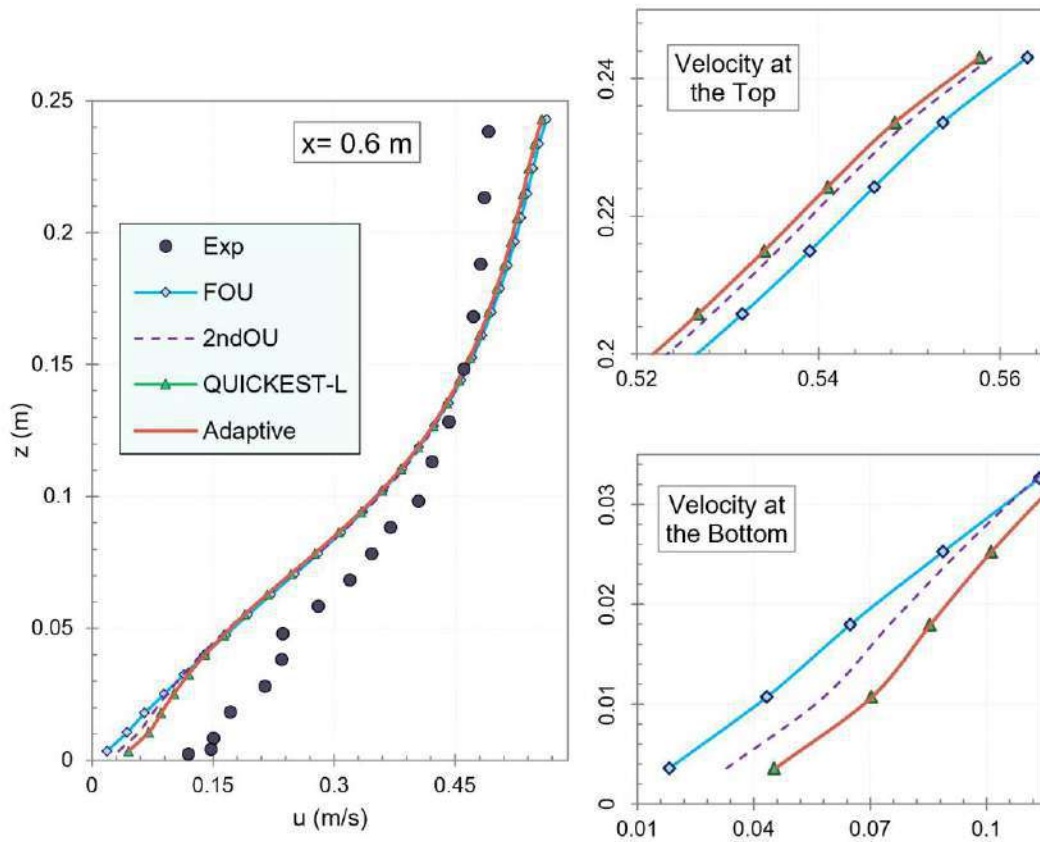 x= 0.6 m
Exp
FOU
2ndOU
QUICKEST-L
Adaptive
z (m)
0.25
0.2
0.15
0.1
0.05
0
0
0.15
0.3
0.45
u (m/s)
Velocity at
the Top
0.24
0.22
0.2
0.52
0.54
0.56
Velocity at
the Bottom
0.03
0.02
0.01
0
0.01
0.04
0.07
0.1